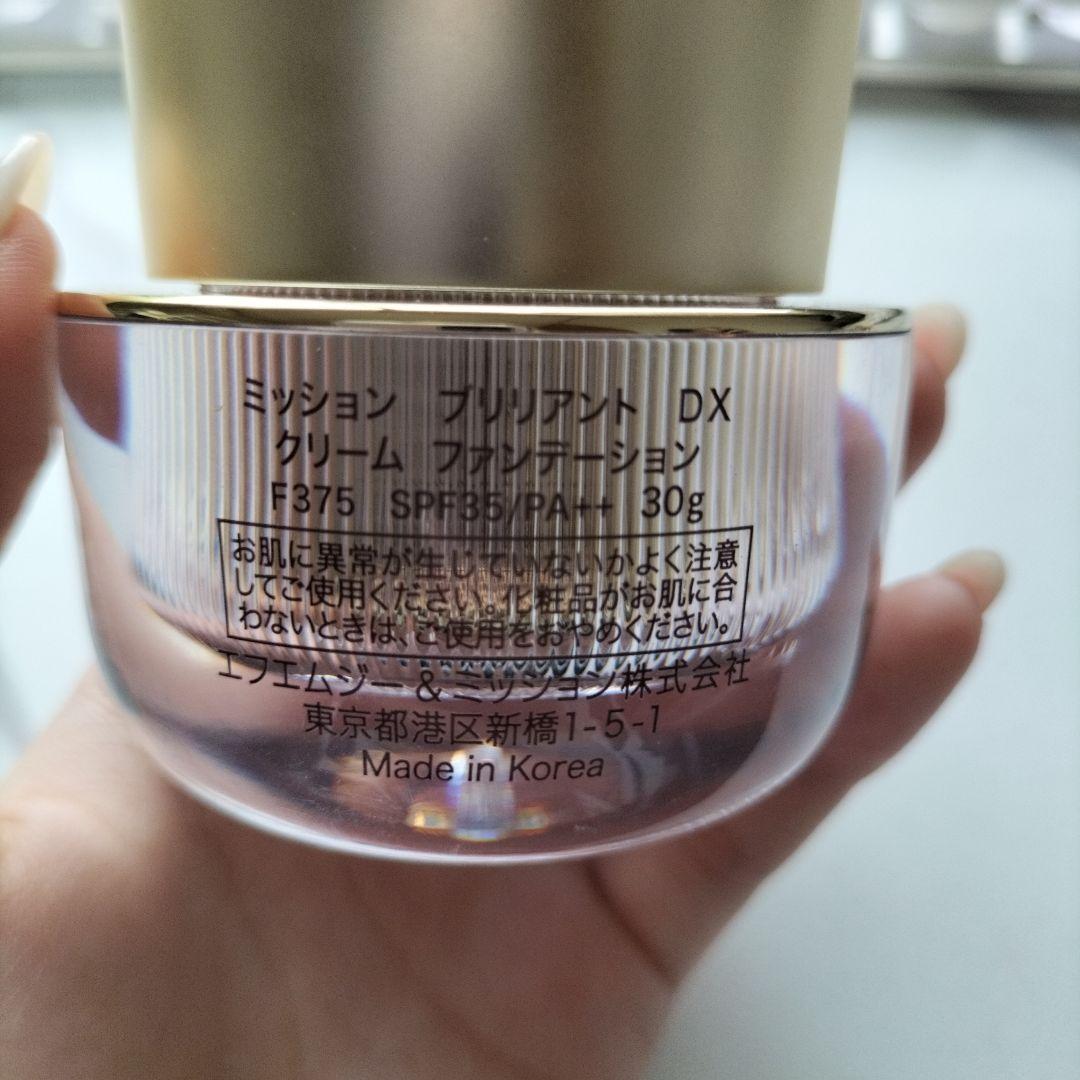 ミッション ブリリアント DX
クリーム ファンデーション
F375 SPF35/PA++ 30g
お肌に異常が生じていないかよく注意
してご使用ください。化粧品がお肌に合
わないときは、ご使用をおやめください。
エフエムジー&ミッション株式会社
東京都港区新橋1-5-1
Made in Korea